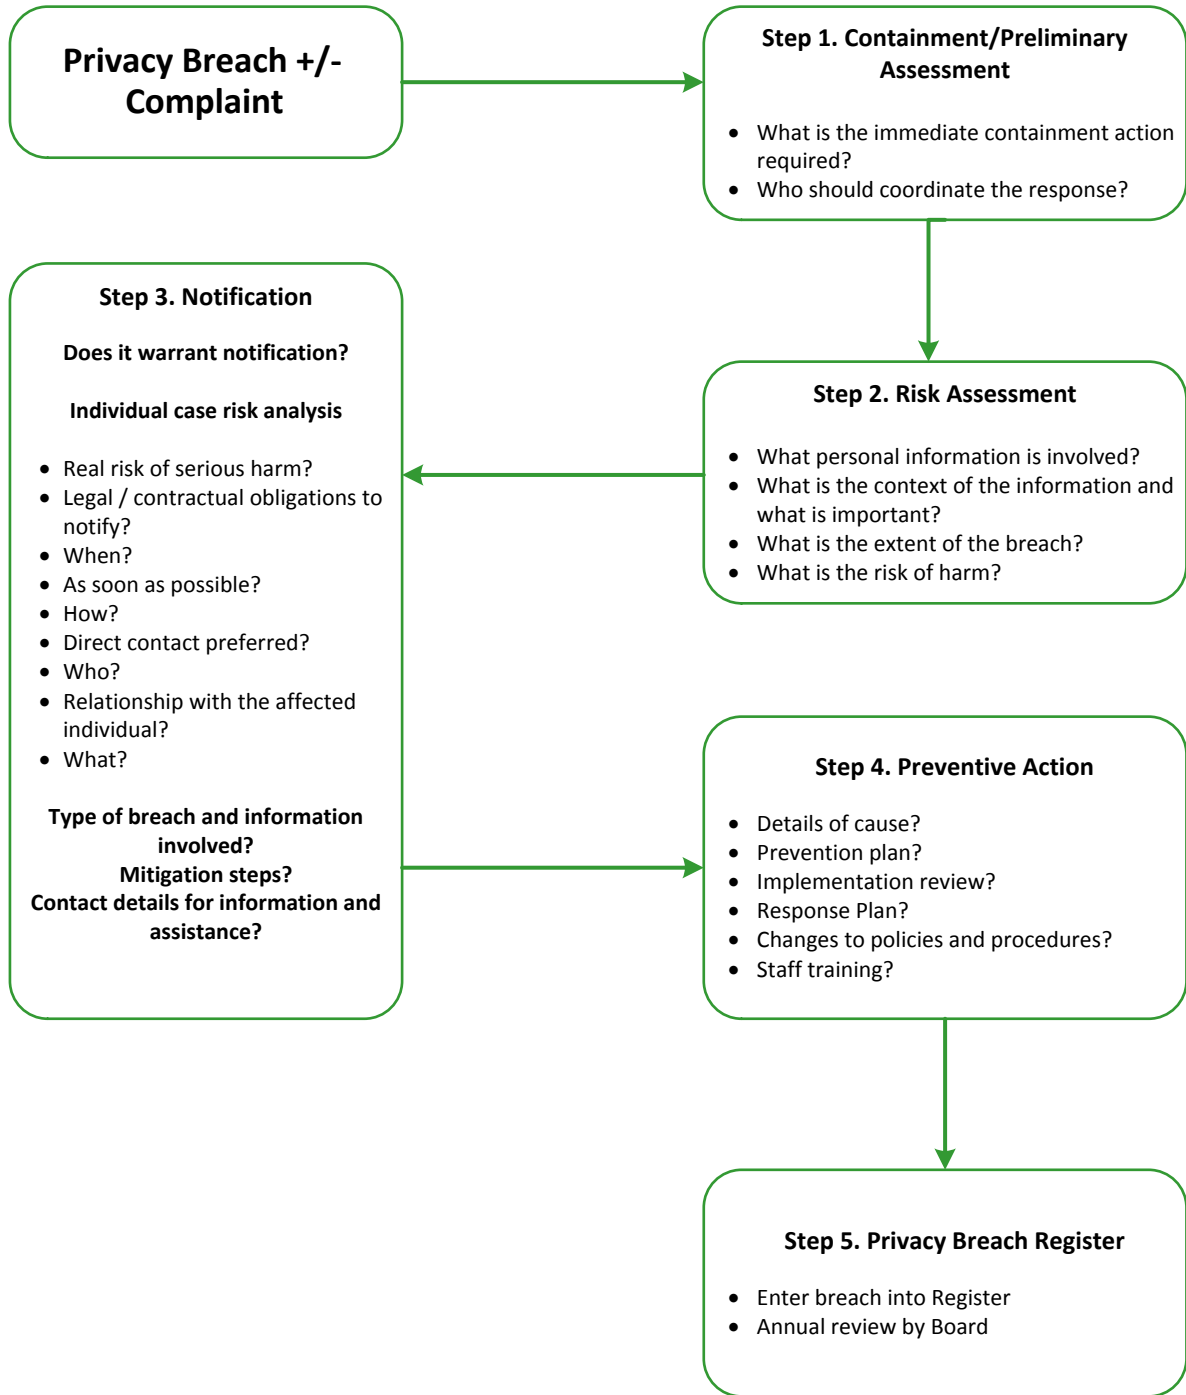 Privacy Breach +/-
Complaint
Step 1. Containment/Preliminary
Assessment
• What is the immediate containment action
required?
• Who should coordinate the response?
Step 2. Risk Assessment
• What personal information is involved?
• What is the context of the information and
what is important?
• What is the extent of the breach?
• What is the risk of harm?
Step 3. Notification
Does it warrant notification?
Individual case risk analysis
• Real risk of serious harm?
• Legal / contractual obligations to
notify?
• When?
• As soon as possible?
• How?
• Direct contact preferred?
• Who?
• Relationship with the affected
individual?
• What?
Type of breach and information
involved?
Mitigation steps?
Contact details for information and
assistance?
Step 4. Preventive Action
• Details of cause?
• Prevention plan?
• Implementation review?
• Response Plan?
• Changes to policies and procedures?
• Staff training?
Step 5. Privacy Breach Register
• Enter breach into Register
• Annual review by Board